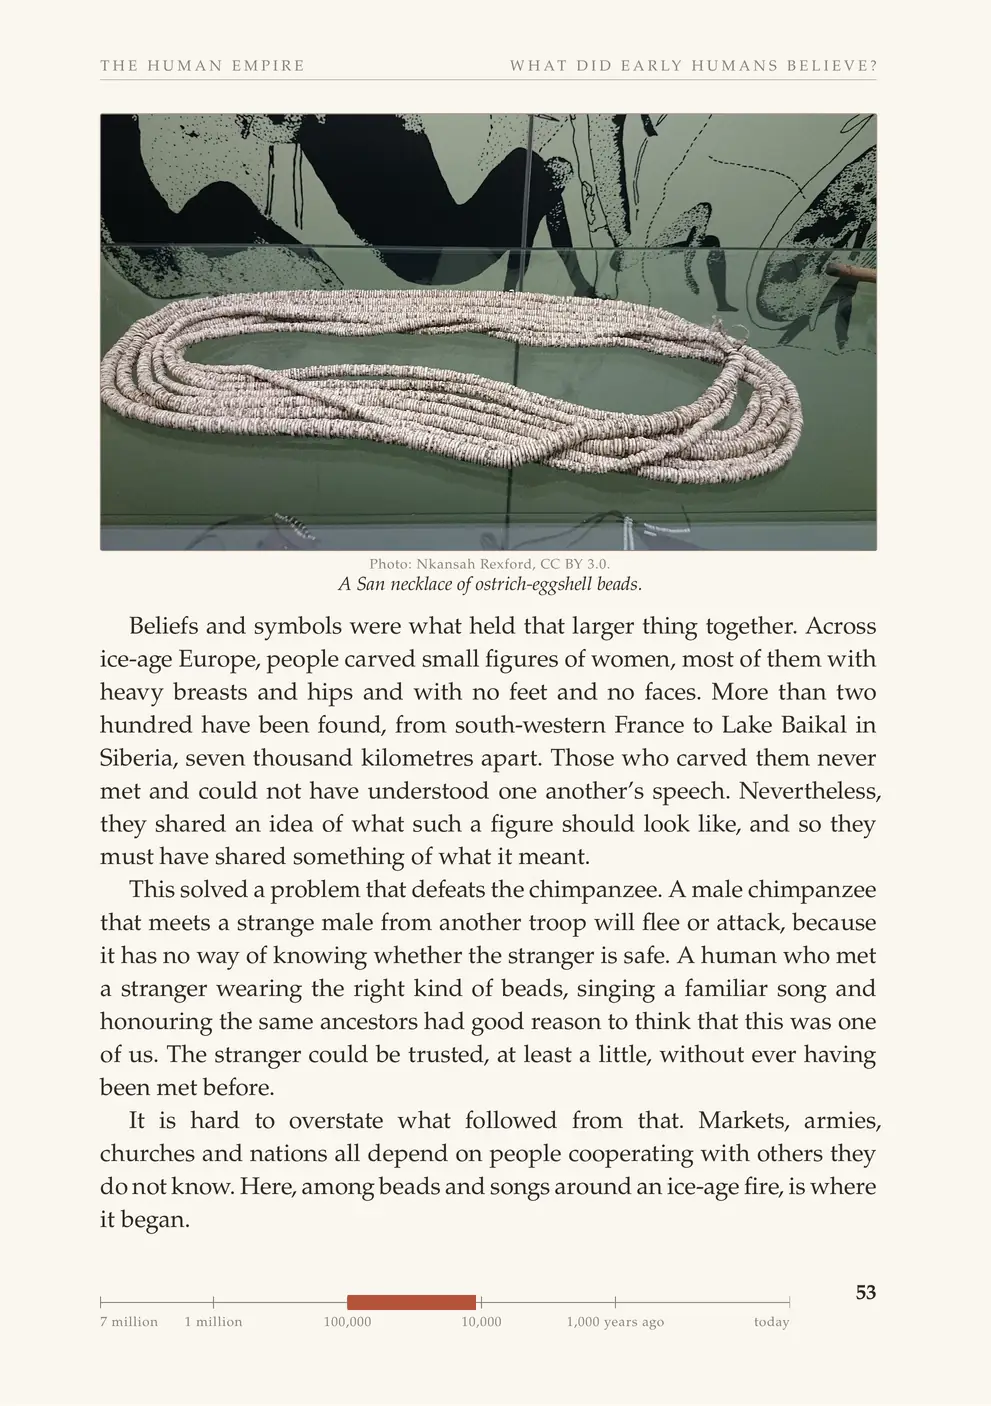 THE HUMAN EMPIRE
WHAT DID EARLY HUMANS BELIEVE?
Photo: Nkansah Rexford, CC BY 3.0.
A San necklace of ostrich-eggshell beads.
Beliefs and symbols were what held that larger thing together. Across
ice-age Europe, people carved small figures of women, most of them with
heavy breasts and hips and with no feet and no faces. More than two
hundred have been found, from south-western France to Lake Baikal in
Siberia, seven thousand kilometres apart. Those who carved them never
met and could not have understood one another’s speech. Nevertheless,
they shared an idea of what such a figure should look like, and so they
must have shared something of what it meant.
This solved a problem that defeats the chimpanzee. A male chimpanzee
that meets a strange male from another troop will flee or attack, because
it has no way of knowing whether the stranger is safe. A human who met
a stranger wearing the right kind of beads, singing a familiar song and
honouring the same ancestors had good reason to think that this was one
of us. The stranger could be trusted, at least a little, without ever having
been met before.
It is hard to overstate what followed from that. Markets, armies,
churches and nations all depend on people cooperating with others they
do not know. Here, among beads and songs around an ice-age fire, is where
it began.
53
7 million 1 million 100,000 10,000 1,000 years ago today